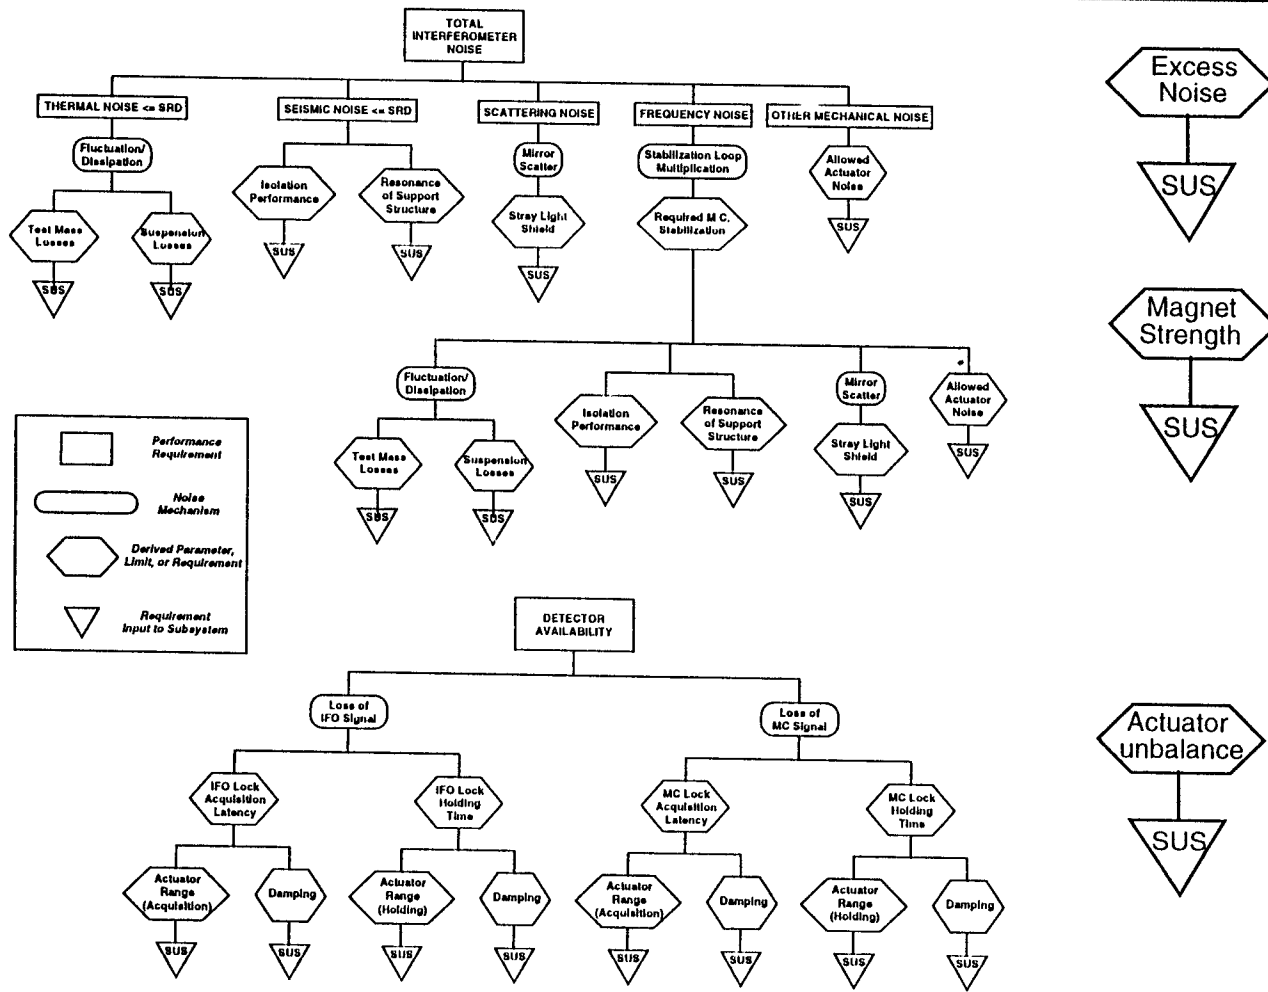 TOTAL
INTERFEROMETER
NOISE
THERMAL NOISE <= SRD
SEISMIC NOISE <= SRD
SCATTERING NOISE
FREQUENCY NOISE
OTHER MECHANICAL NOISE
Fluctuation/
Dissipation
Mirror
Scatter
Stabilization Loop
Multiplication
Allowed
Actuator
Noise
Test Mass
Losses
Suspension
Losses
Isolation
Performance
Resonance
of Support
Structure
Stray Light
Shield
Required M C.
Stabilization
SUS
SUS
SUS
SUS
SUS
SUS
Fluctuation/
Dissipation
Mirror
Scatter
Allowed
Actuator
Noise
Test Mass
Losses
Suspension
Losses
Isolation
Performance
Resonance
of Support
Structure
Stray Light
Shield
SUS
SUS
SUS
SUS
SUS
SUS
Performance
Requirement
Noise
Mechanism
Derived Parameter,
Limit, or Requirement
Requirement
Input to Subsystem
DETECTOR
AVAILABILITY
Loss of
IFO Signal
Loss of
MC Signal
IFO Lock
Acquisition
Latency
IFO Lock
Holding
Time
MC Lock
Acquisition
Latency
MC Lock
Holding
Time
Actuator
Range
(Acquisition)
Damping
Actuator
Range
(Holding)
Damping
Actuator
Range
(Acquisition)
Damping
Actuator
Range
(Holding)
Damping
SUS
SUS
SUS
SUS
SUS
SUS
SUS
SUS
Excess
Noise
SUS
Magnet
Strength
SUS
Actuator
unbalance
SUS